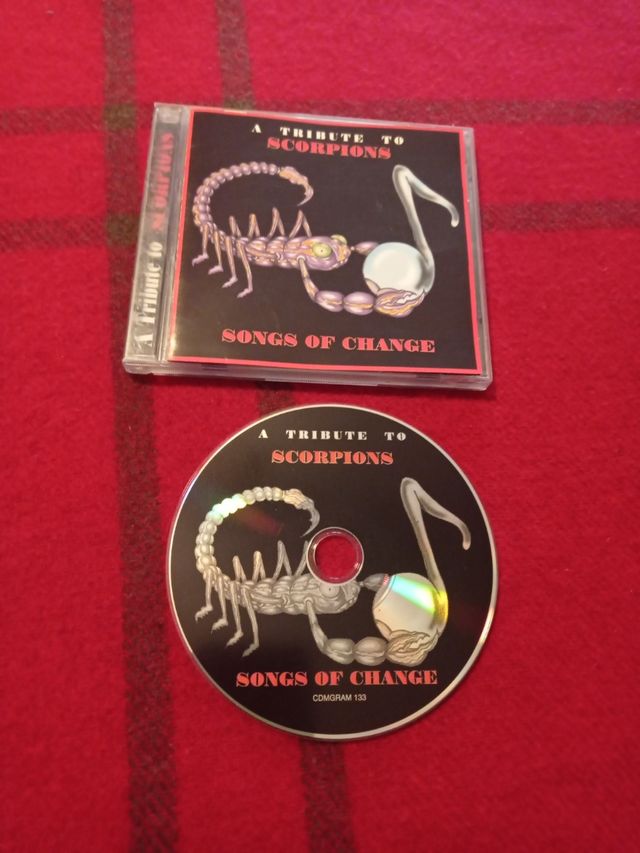 A TRIBUTE TO
SCORPIONS
A Tribute to SCORPIONS
SONGS OF CHANGE
A TRIBUTE TO
SCORPIONS
SONGS OF CHANGE
CDMGRAM 133